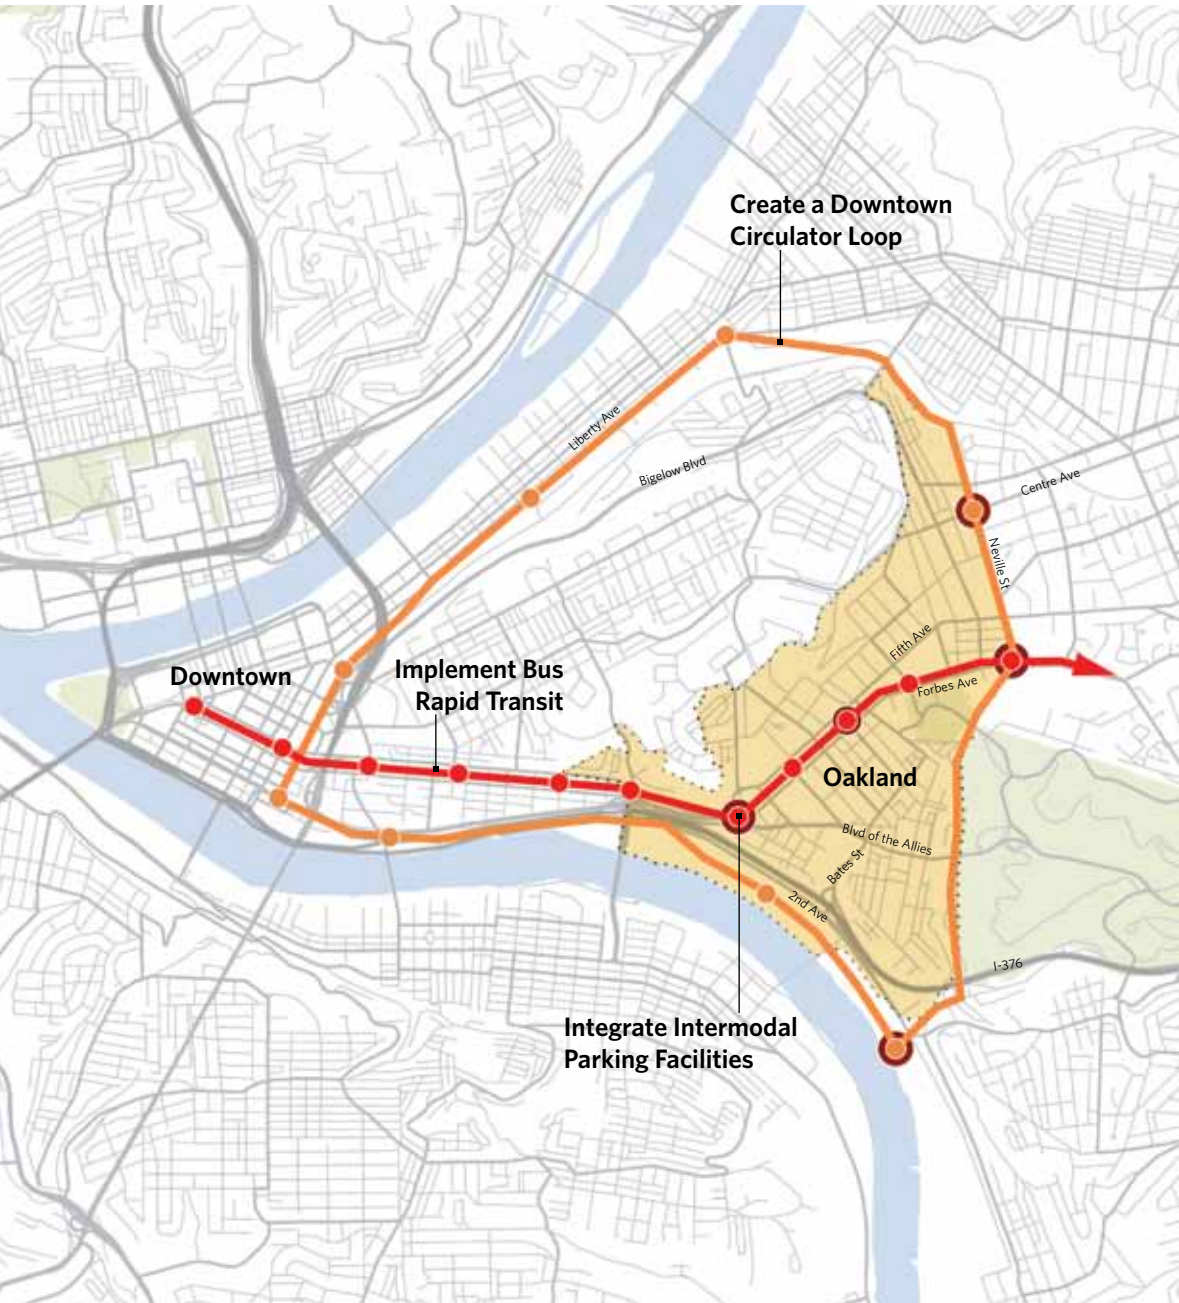 Create a Downtown
Circulator Loop
Liberty Ave
Bigelow Blvd
Centre Ave
Neville St
Fifth Ave
Downtown
Implement Bus
Rapid Transit
Forbes Ave
Oakland
Blvd of the Allies
Bates St
2nd Ave
I-376
Integrate Intermodal
Parking Facilities